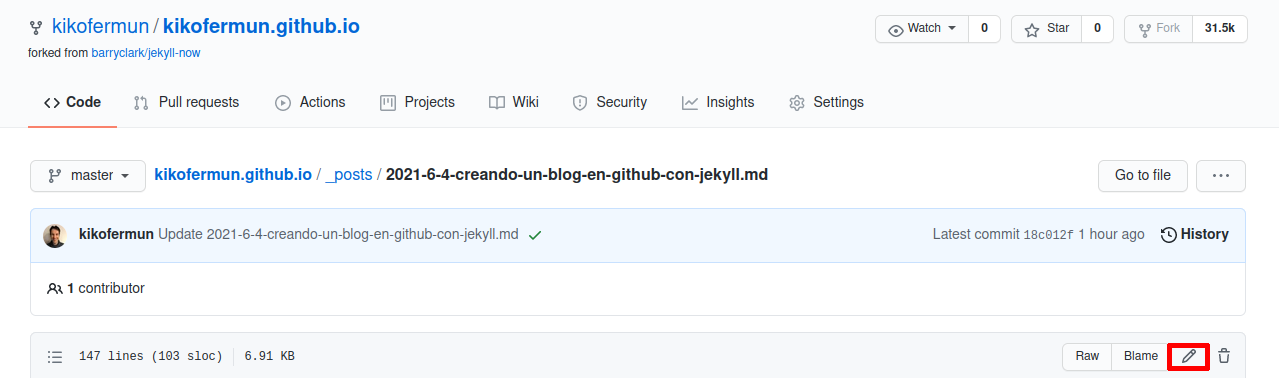 kikofermun / kikofermun.github.io
Watch 0 Star 0 Fork 31.5k
forked from barryclark/jekyll-now
Code Pull requests Actions Projects Wiki Security Insights Settings
master kikofermun.github.io / _posts / 2021-6-4-creando-un-blog-en-github-con-jekyll.md Go to file ...
kikofermun Update 2021-6-4-creando-un-blog-en-github-con-jekyll.md Latest commit 18c012f 1 hour ago History
1 contributor
147 lines (103 sloc) 6.91 KB Raw Blame